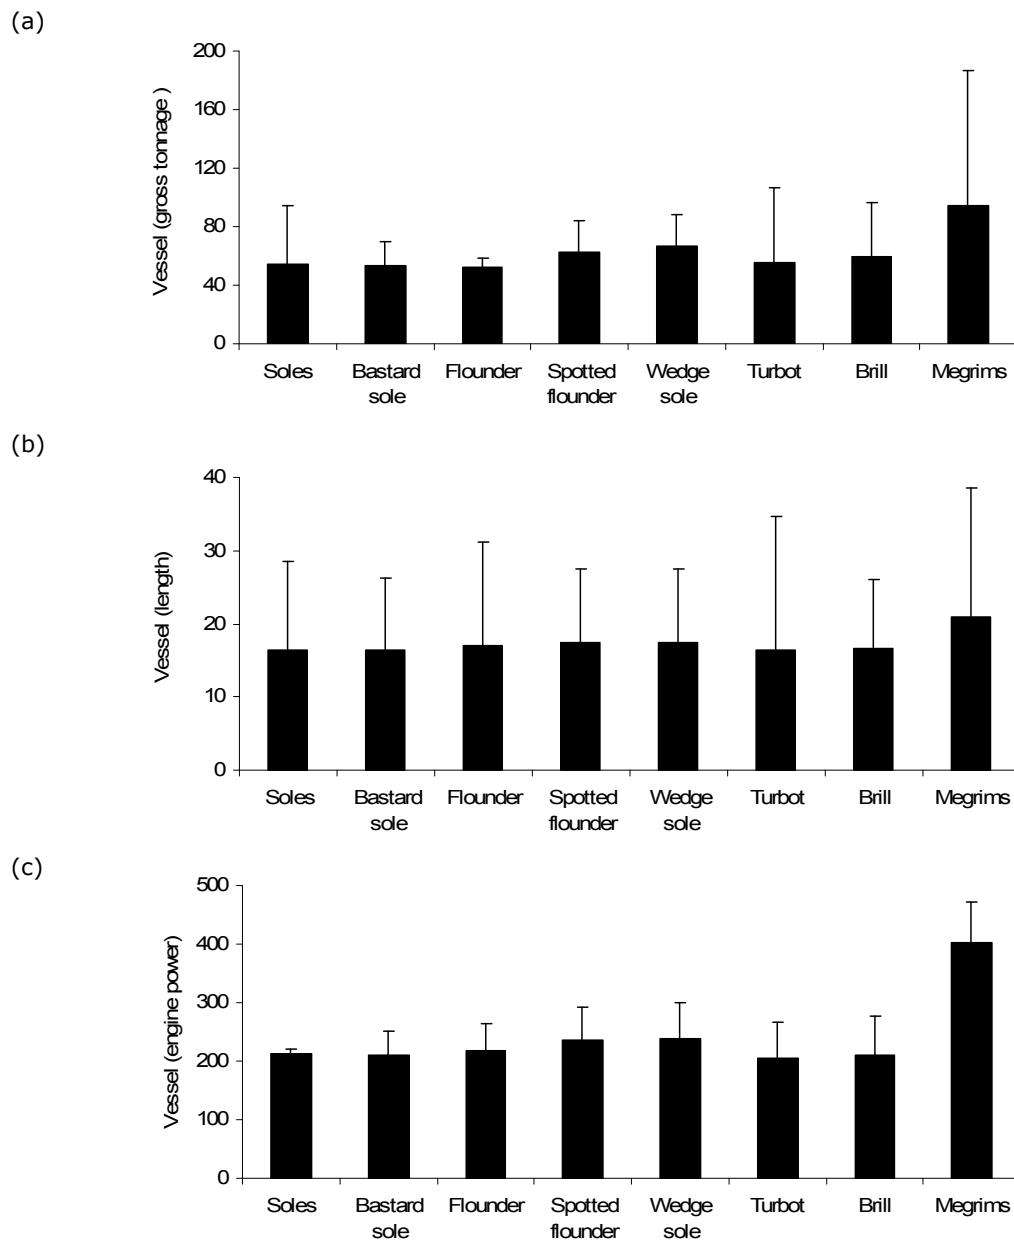 (a)
Vessel (gross tonnage )
200
160
120
80
40
0
Soles Bastard Flounder Spotted Wedge Turbot Brill Megrims
sole flounder sole
(b)
Vessel (length)
40
30
20
10
0
Soles Bastard Flounder Spotted Wedge Turbot Brill Megrims
sole flounder sole
(c)
Vessel (engine power)
500
400
300
200
100
0
Soles Bastard Flounder Spotted Wedge Turbot Brill Megrims
sole flounder sole